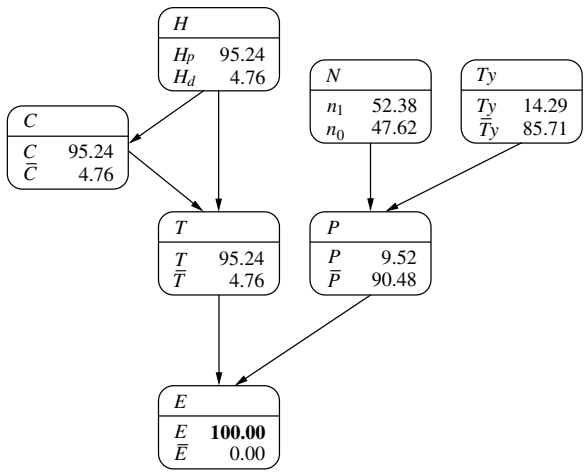 H
Hp 95.24
Hd 4.76
N
n1 52.38
n0 47.62
Ty
Ty 14.29
T̄y 85.71
C
C 95.24
C̄ 4.76
T
T 95.24
T̄ 4.76
P
P 9.52
P̄ 90.48
E
E 100.00
Ē 0.00